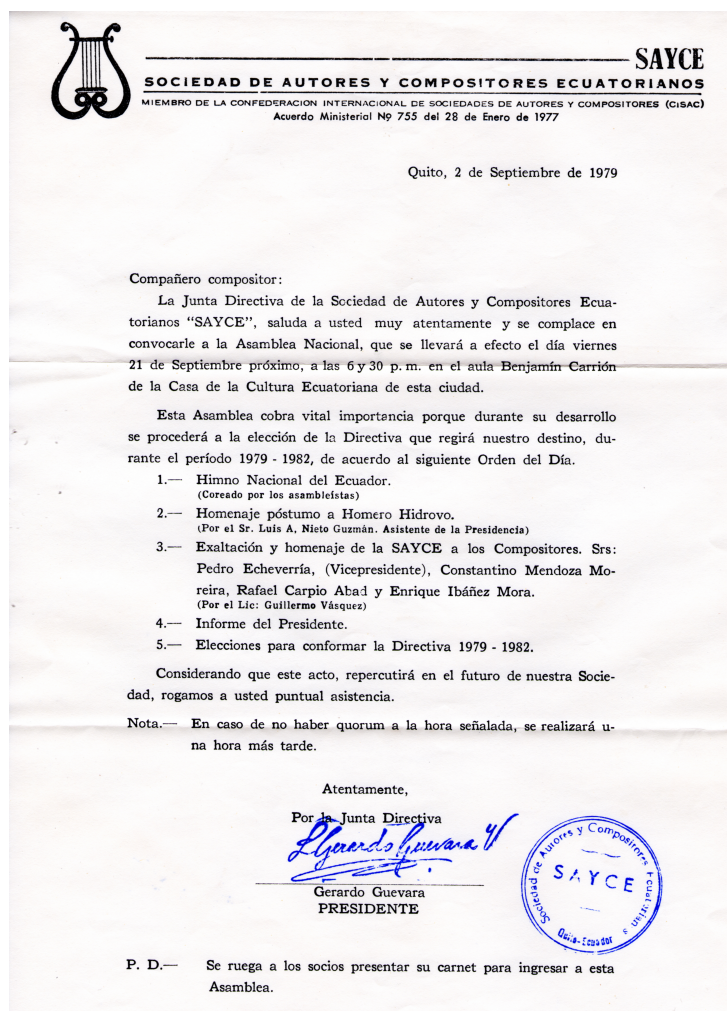 SAYCE
SOCIEDAD DE AUTORES Y COMPOSITORES ECUATORIANOS
MIEMBRO DE LA CONFEDERACION INTERNACIONAL DE SOCIEDADES DE AUTORES Y COMPOSITORES (CISAC)
Acuerdo Ministerial Nº 755 del 28 de Enero de 1977
Quito, 2 de Septiembre de 1979
Compañero compositor:
La Junta Directiva de la Sociedad de Autores y Compositores Ecua-
torianos "SAYCE", saluda a usted muy atentamente y se complace en
convocarle a la Asamblea Nacional, que se llevará a efecto el día viernes
21 de Septiembre próximo, a las 6 y 30 p. m. en el aula Benjamín Carrión
de la Casa de la Cultura Ecuatoriana de esta ciudad.
Esta Asamblea cobra vital importancia porque durante su desarrollo
se procederá a la elección de la Directiva que regirá nuestro destino, du-
rante el período 1979 - 1982, de acuerdo al siguiente Orden del Día.
1.— Himno Nacional del Ecuador.
(Coreado por los asambleístas)
2.— Homenaje póstumo a Homero Hidrovo.
(Por el Sr. Luis A, Nieto Guzmán. Asistente de la Presidencia)
3.— Exaltación y homenaje de la SAYCE a los Compositores. Srs:
Pedro Echeverría, (Vicepresidente), Constantino Mendoza Mo-
reira, Rafael Carpio Abad y Enrique Ibáñez Mora.
(Por el Lic: Guillermo Vásquez)
4.— Informe del Presidente.
5.— Elecciones para conformar la Directiva 1979 - 1982.
Considerando que este acto, repercutirá en el futuro de nuestra Socie-
dad, rogamos a usted puntual asistencia.
Nota.— En caso de no haber quorum a la hora señalada, se realizará u-
na hora más tarde.
Atentamente,
Por la Junta Directiva
Gerardo Guevara
Gerardo Guevara
PRESIDENTE
Sociedad de Autores y Compositores Ecuatorian s
SAYCE
Quito-Ecuador
P. D.— Se ruega a los socios presentar su carnet para ingresar a esta
Asamblea.